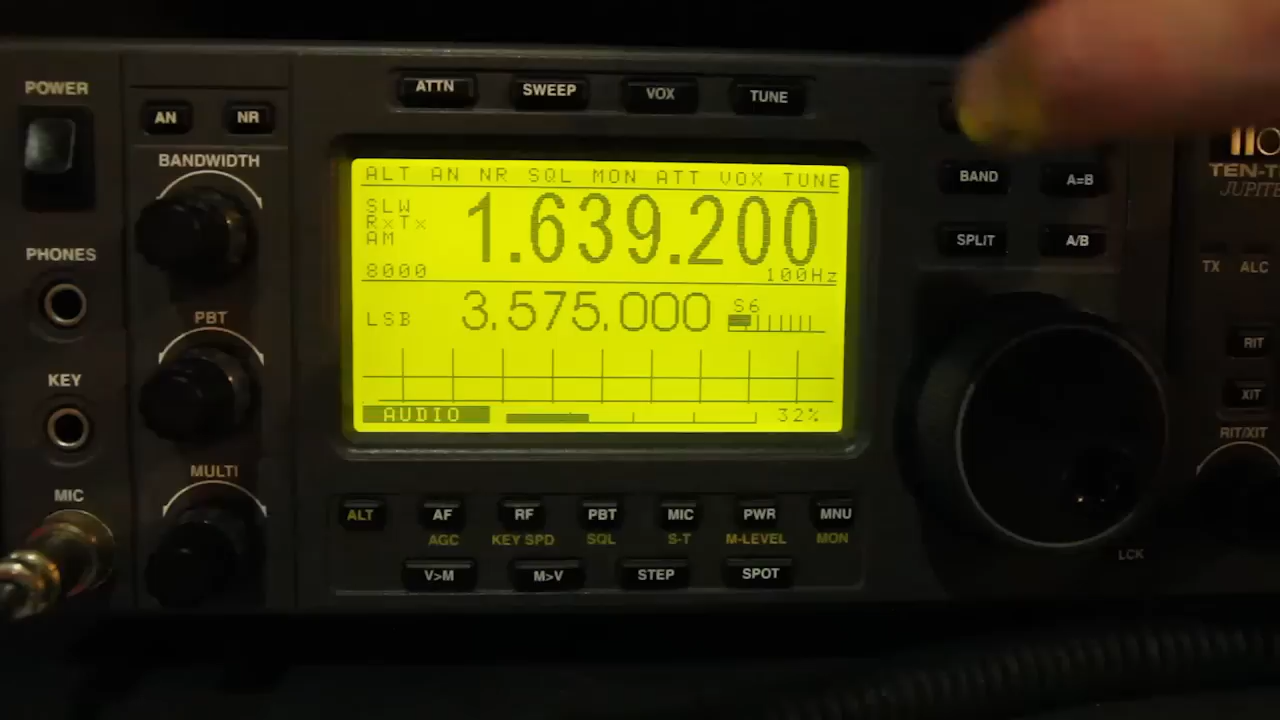 POWER
AN NR
BANDWIDTH
PHONES
PBT
KEY
MULTI
MIC
ATTN SWEEP VOX TUNE
ALT AN NR SQL MON ATT VOX TUNE
SLW
RxTx
AM
1.639.200
8000 100Hz
LSB 3.575.000 S6
AUDIO 32%
ALT AF RF PBT MIC PWR MNU
AGC KEY SPD SQL S-T M-LEVEL MON
V>M M>V STEP SPOT
BAND A=B
SPLIT A/B
LCK
TX ALC
RIT
XIT
RIT/XIT